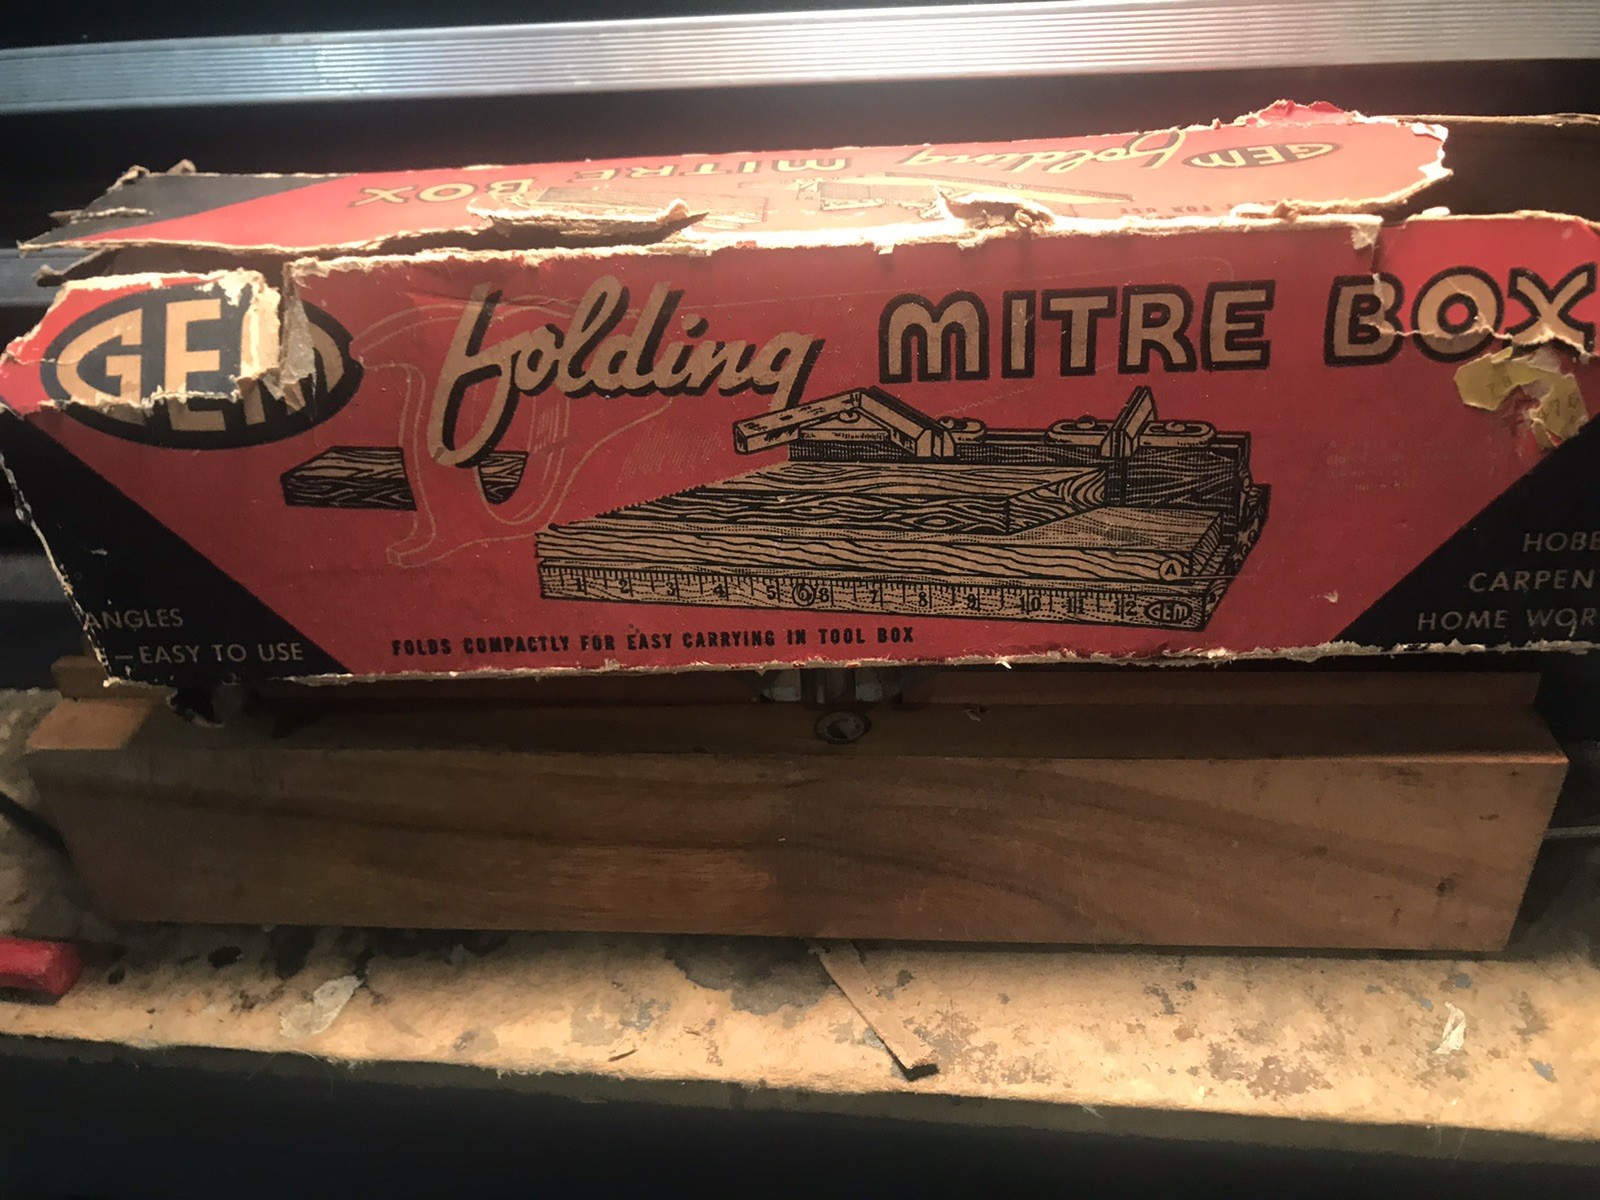 GEM folding MITRE BOX
GEM folding MITRE BOX
1 2 3 4 5 6 7 8 9 10 11 12 GEM
A
FOLDS COMPACTLY FOR EASY CARRYING IN TOOL BOX
ANGLES
— EASY TO USE
HOBB
CARPEN
HOME WOR